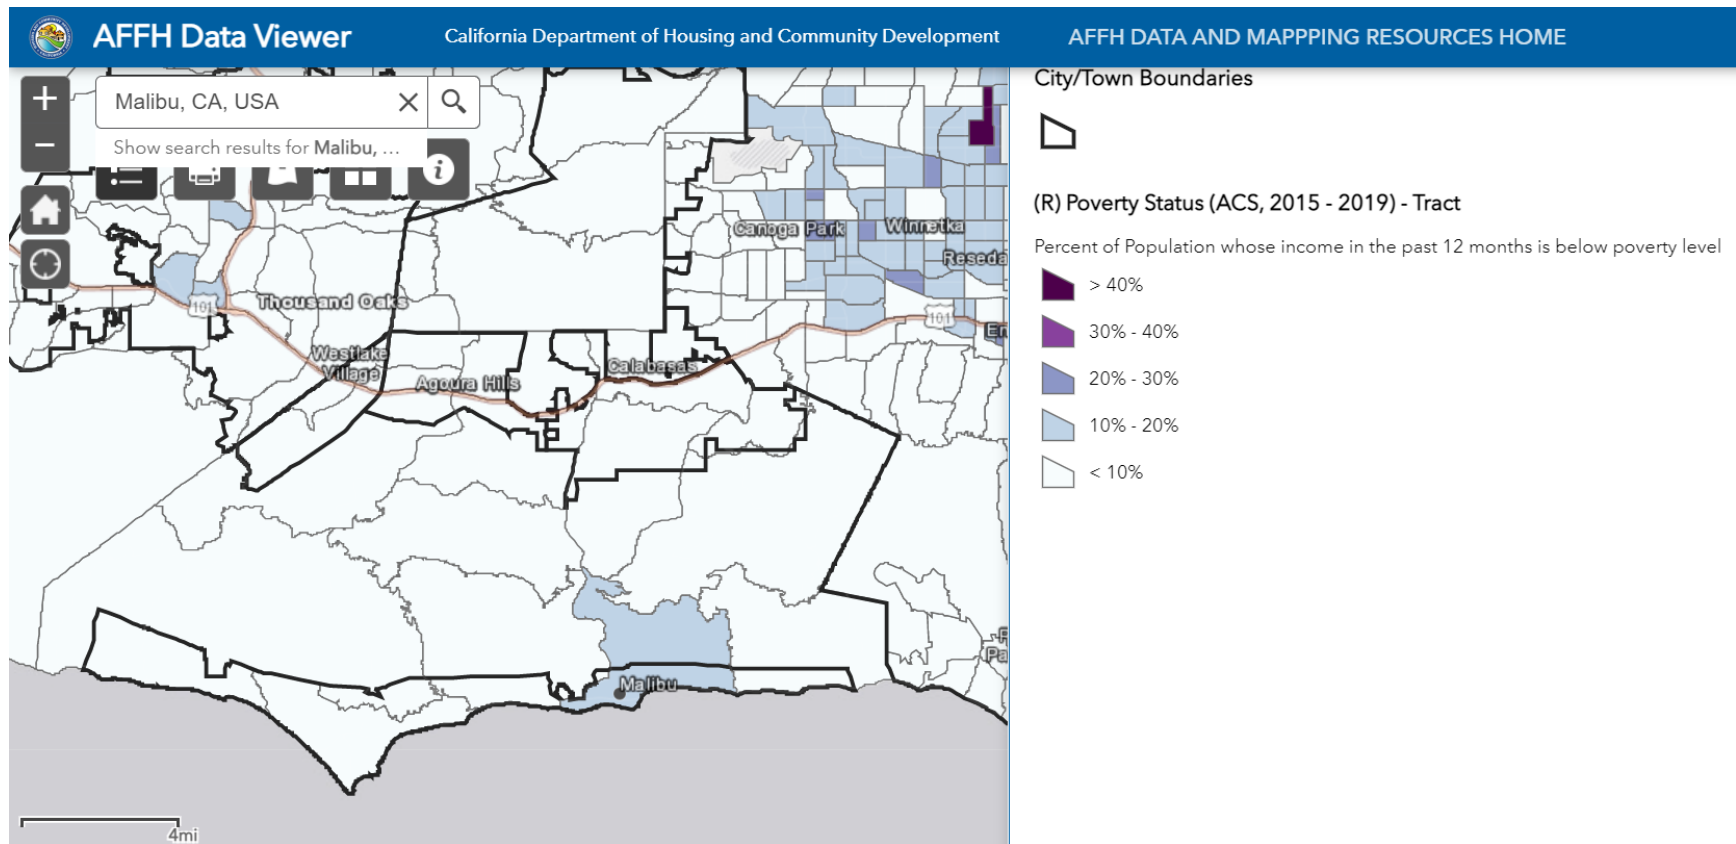 AFFH Data Viewer
California Department of Housing and Community Development
AFFH DATA AND MAPPPING RESOURCES HOME
+
Malibu, CA, USA
−
Show search results for Malibu, ...
i
City/Town Boundaries
(R) Poverty Status (ACS, 2015 - 2019) - Tract
Percent of Population whose income in the past 12 months is below poverty level
> 40%
30% - 40%
20% - 30%
10% - 20%
< 10%
Canoga Park
Winnetka
Reseda
101
Thousand Oaks
101
En
Westlake
Village
Agoura Hills
Calabasas
Pa
Malibu
4mi